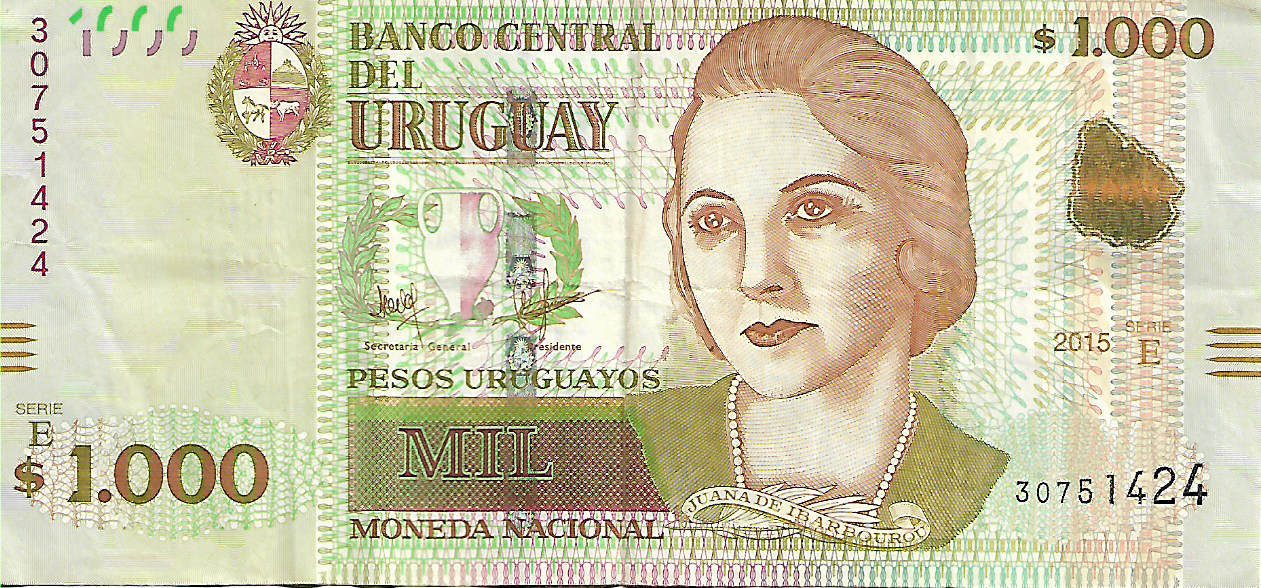 30751424
BANCO CENTRAL
DEL
URUGUAY
$ 1.000
Secretaria General
Presidente
PESOS URUGUAYOS
2015
SERIE
E
SERIE
E
$ 1.000
MIL
JUANA DE IBARBOUROU
30751424
MONEDA NACIONAL